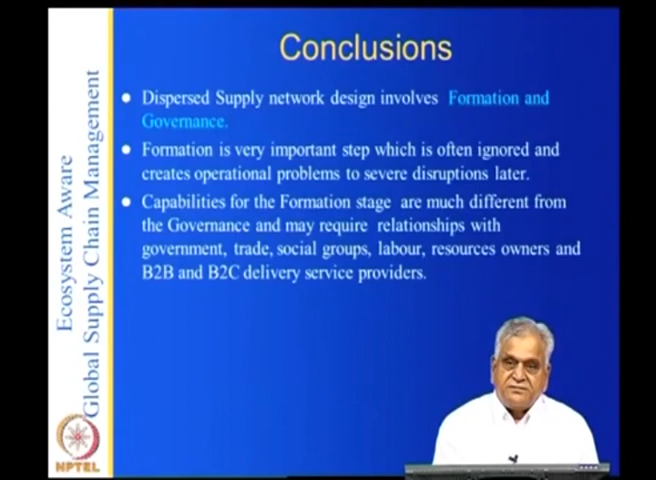 Conclusions
Dispersed Supply network design involves Formation and
Governance.
Formation is very important step which is often ignored and
creates operational problems to severe disruptions later.
Capabilities for the Formation stage are much different from
the Governance and may require relationships with
government, trade, social groups, labour, resources owners and
B2B and B2C delivery service providers.
Ecosystem Aware
Global Supply Chain Management
NPTEL